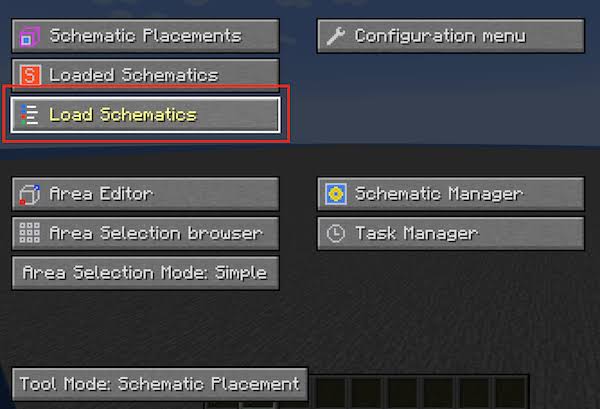 Schematic Placements
Configuration menu
S Loaded Schematics
Load Schematics
Area Editor
Schematic Manager
Area Selection browser
Task Manager
Area Selection Mode: Simple
Tool Mode: Schematic Placement